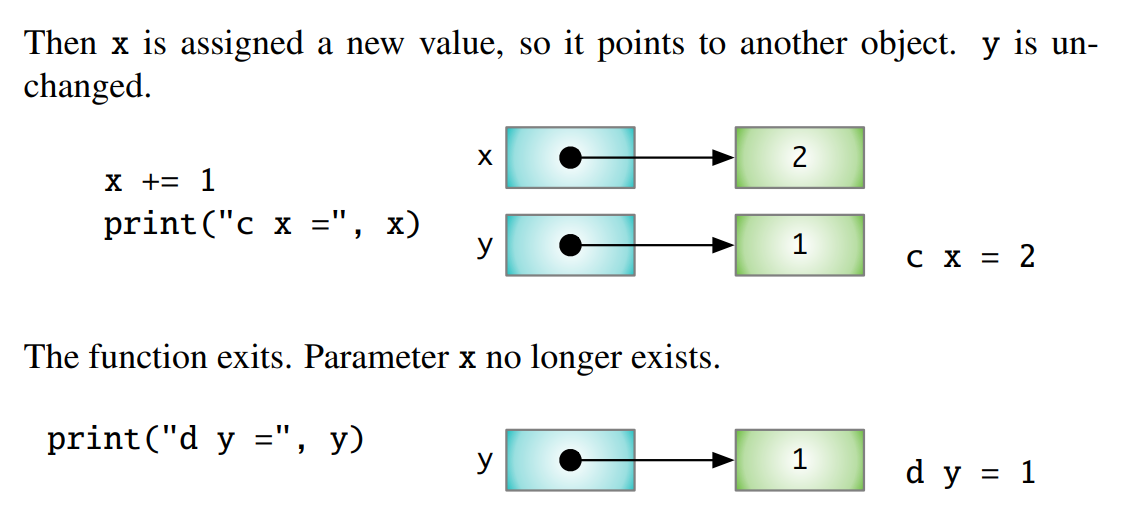 Then x is assigned a new value, so it points to another object. y is un-
changed.
x += 1
print("c x =", x)
x
2
y
1
c x = 2
The function exits. Parameter x no longer exists.
print("d y =", y)
y
1
d y = 1